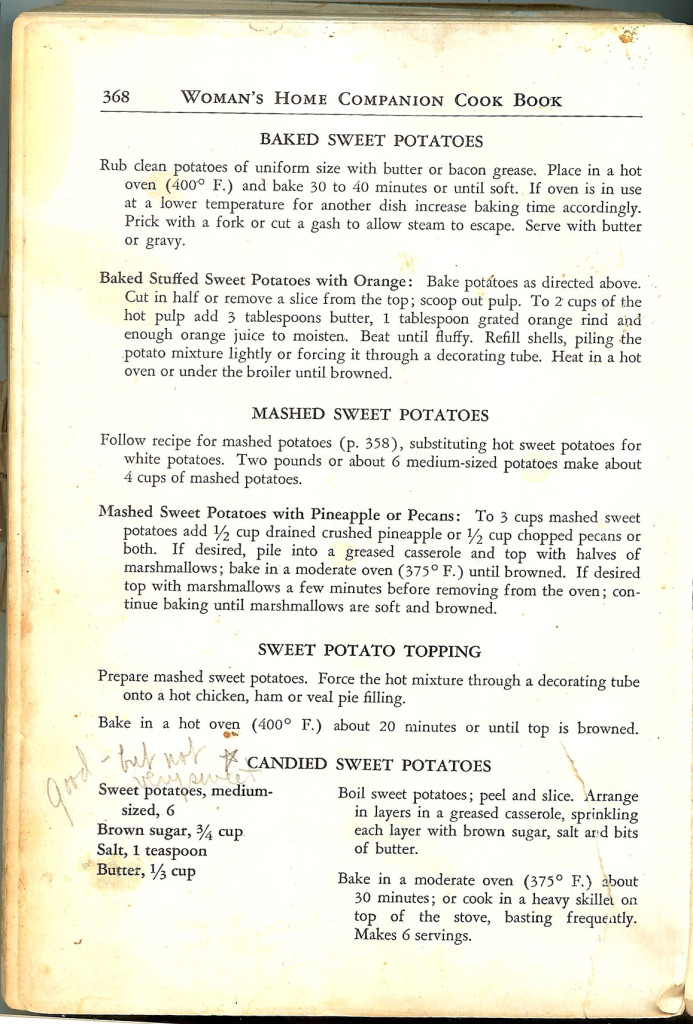 368 WOMAN'S HOME COMPANION COOK BOOK
BAKED SWEET POTATOES
Rub clean potatoes of uniform size with butter or bacon grease. Place in a hot
oven (400° F.) and bake 30 to 40 minutes or until soft. If oven is in use
at a lower temperature for another dish increase baking time accordingly.
Prick with a fork or cut a gash to allow steam to escape. Serve with butter
or gravy.
Baked Stuffed Sweet Potatoes with Orange: Bake potatoes as directed above.
Cut in half or remove a slice from the top; scoop out pulp. To 2 cups of the
hot pulp add 3 tablespoons butter, 1 tablespoon grated orange rind and
enough orange juice to moisten. Beat until fluffy. Refill shells, piling the
potato mixture lightly or forcing it through a decorating tube. Heat in a hot
oven or under the broiler until browned.
MASHED SWEET POTATOES
Follow recipe for mashed potatoes (p. 358), substituting hot sweet potatoes for
white potatoes. Two pounds or about 6 medium-sized potatoes make about
4 cups of mashed potatoes.
Mashed Sweet Potatoes with Pineapple or Pecans: To 3 cups mashed sweet
potatoes add ½ cup drained crushed pineapple or ½ cup chopped pecans or
both. If desired, pile into a greased casserole and top with halves of
marshmallows; bake in a moderate oven (375° F.) until browned. If desired
top with marshmallows a few minutes before removing from the oven; con-
tinue baking until marshmallows are soft and browned.
SWEET POTATO TOPPING
Prepare mashed sweet potatoes. Force the hot mixture through a decorating tube
onto a hot chicken, ham or veal pie filling.
Bake in a hot oven (400° F.) about 20 minutes or until top is browned.
good - but not
very sweet
☆ CANDIED SWEET POTATOES
Sweet potatoes, medium-
sized, 6
Brown sugar, ¾ cup
Salt, 1 teaspoon
Butter, ⅓ cup
Boil sweet potatoes; peel and slice. Arrange
in layers in a greased casserole, sprinkling
each layer with brown sugar, salt and bits
of butter.
Bake in a moderate oven (375° F.) about
30 minutes; or cook in a heavy skillet on
top of the stove, basting frequently.
Makes 6 servings.